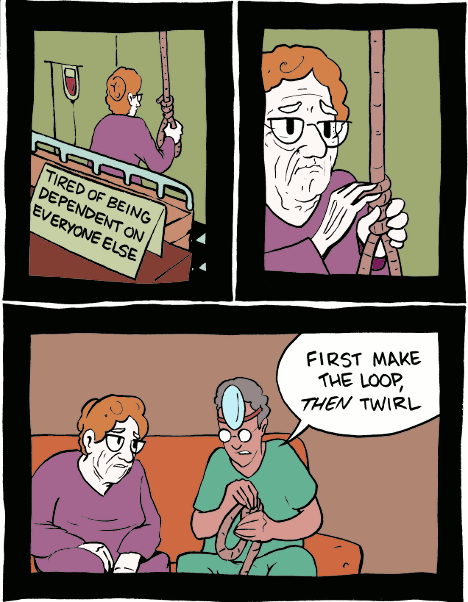 TIRED OF BEING
DEPENDENT ON
EVERYONE ELSE
FIRST MAKE
THE LOOP,
THEN TWIRL